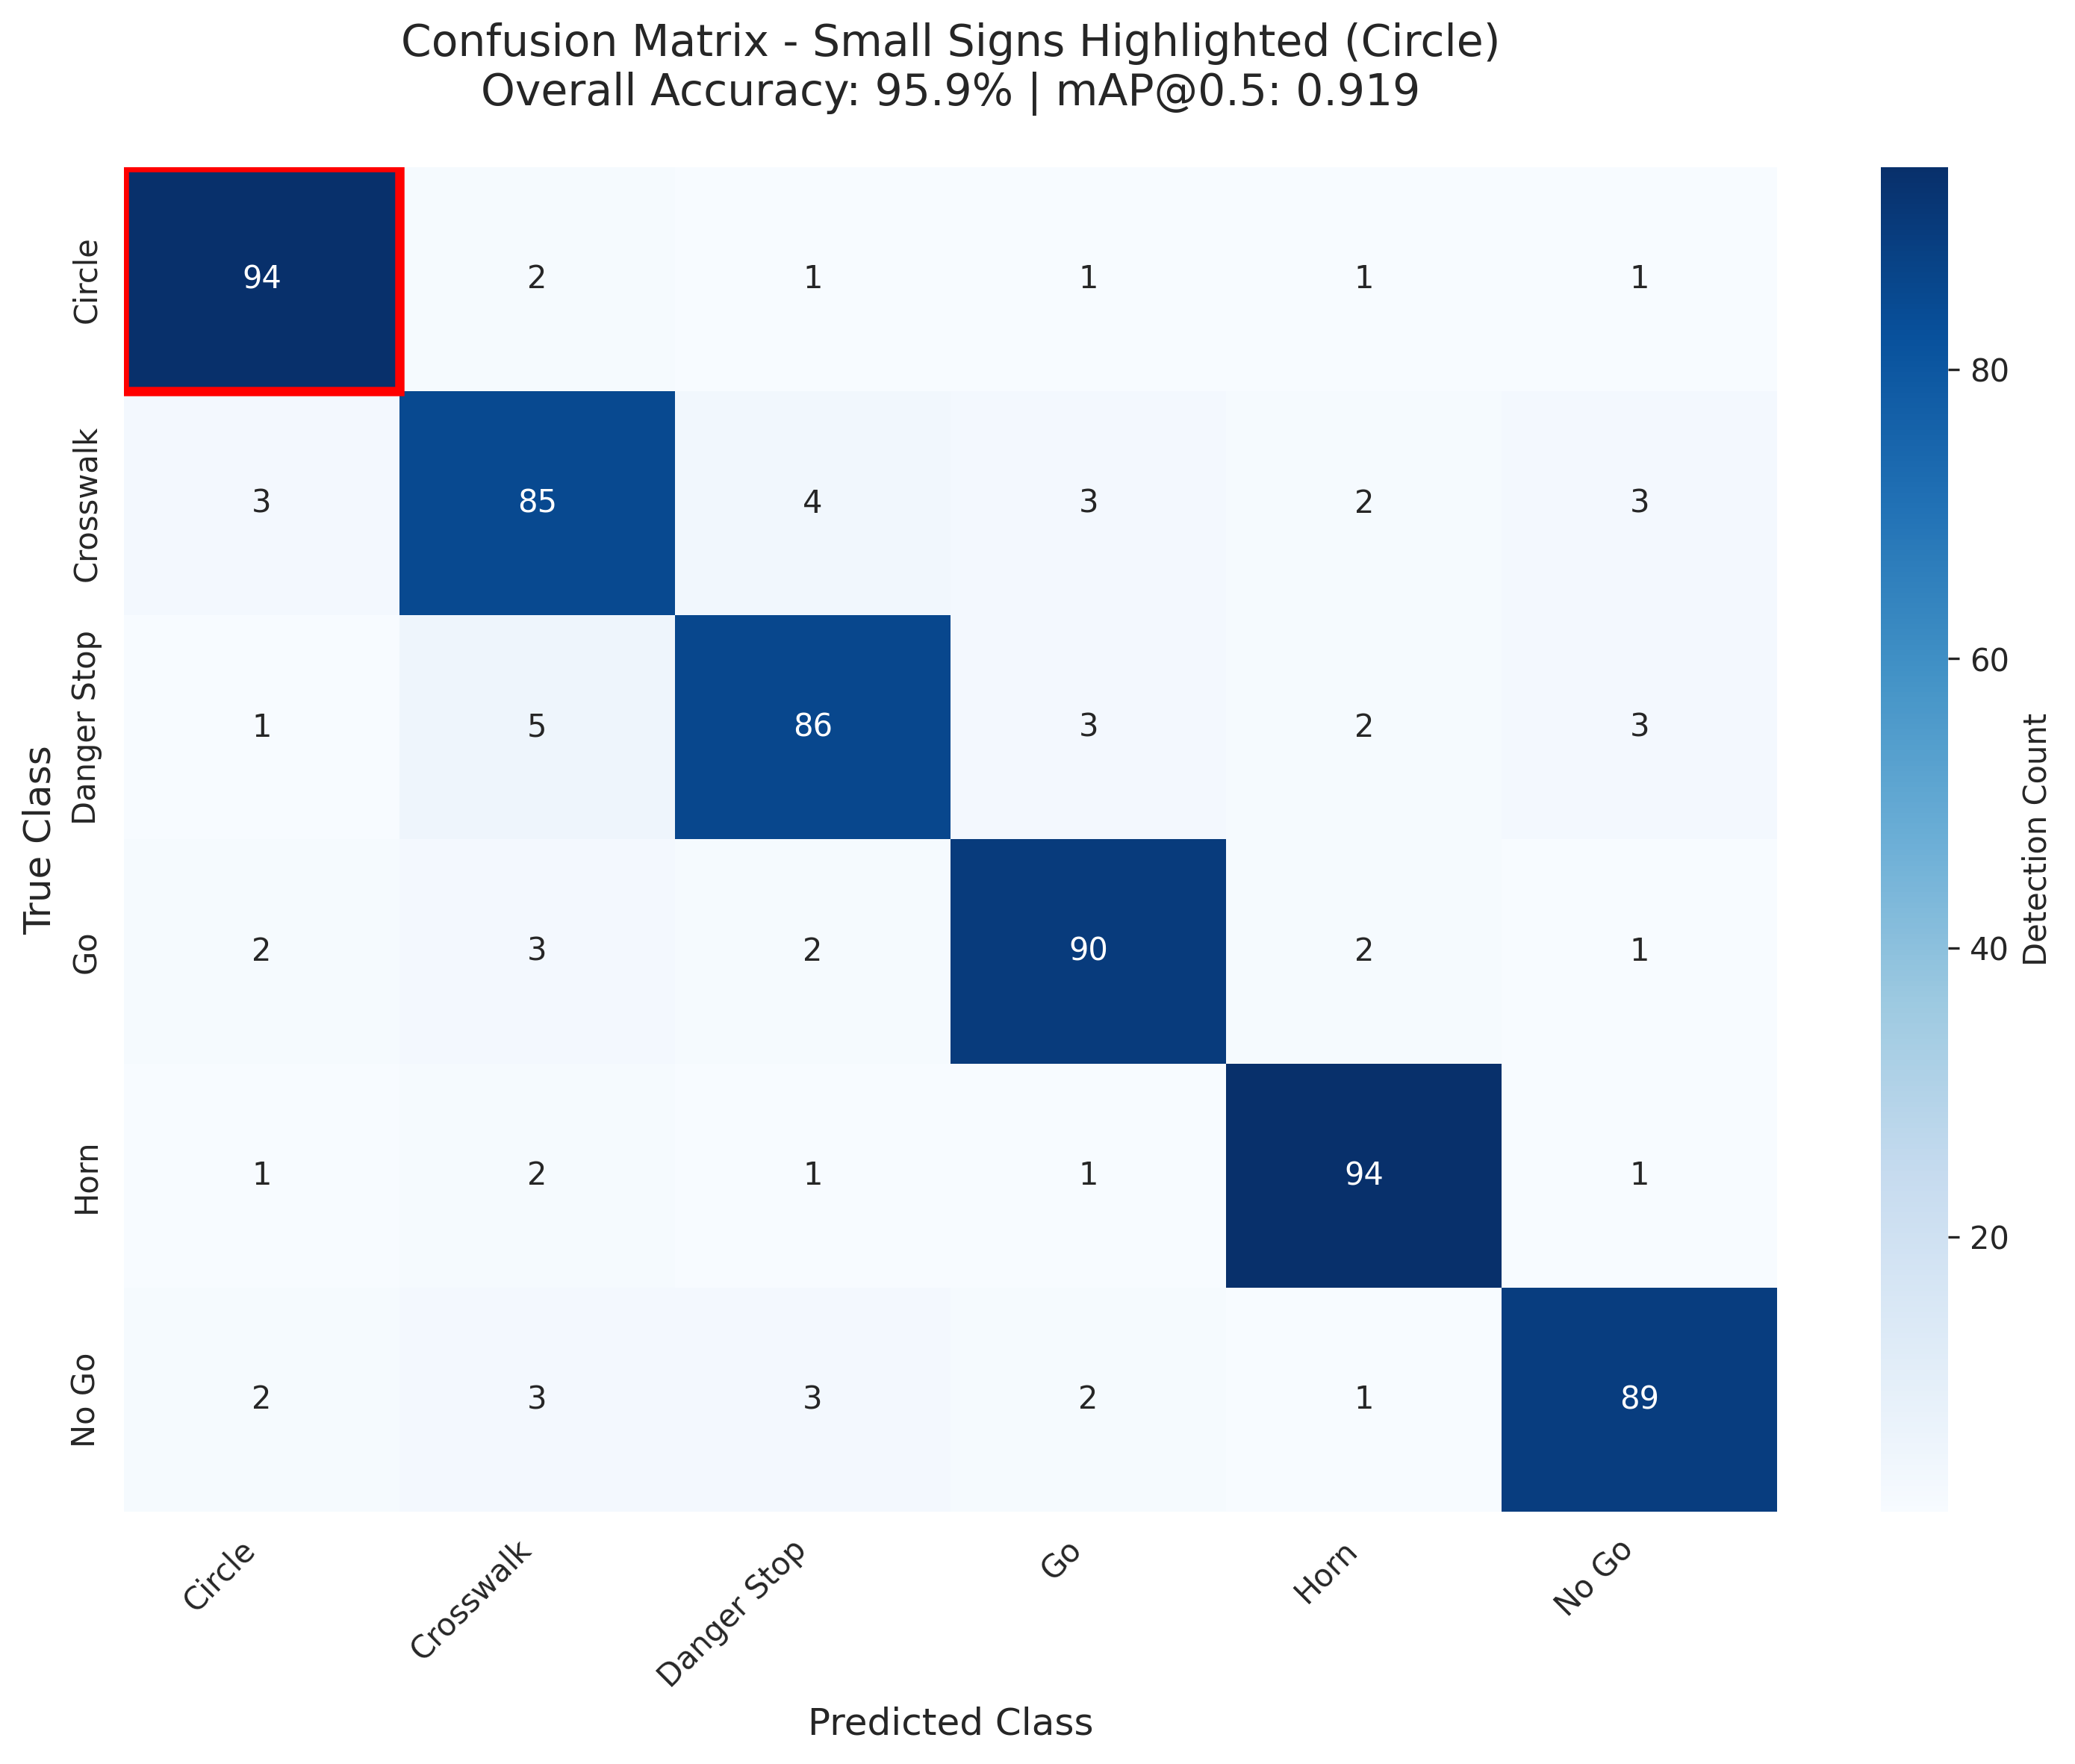 Confusion Matrix - Small Signs Highlighted (Circle)
Overall Accuracy: 95.9% | mAP@0.5: 0.919
True Class
Circle 94 2 1 1 1 1
Crosswalk 3 85 4 3 2 3
Danger Stop 1 5 86 3 2 3
Go 2 3 2 90 2 1
Horn 1 2 1 1 94 1
No Go 2 3 3 2 1 89
Circle Crosswalk Danger Stop Go Horn No Go
Predicted Class
80
60
40
20
Detection Count